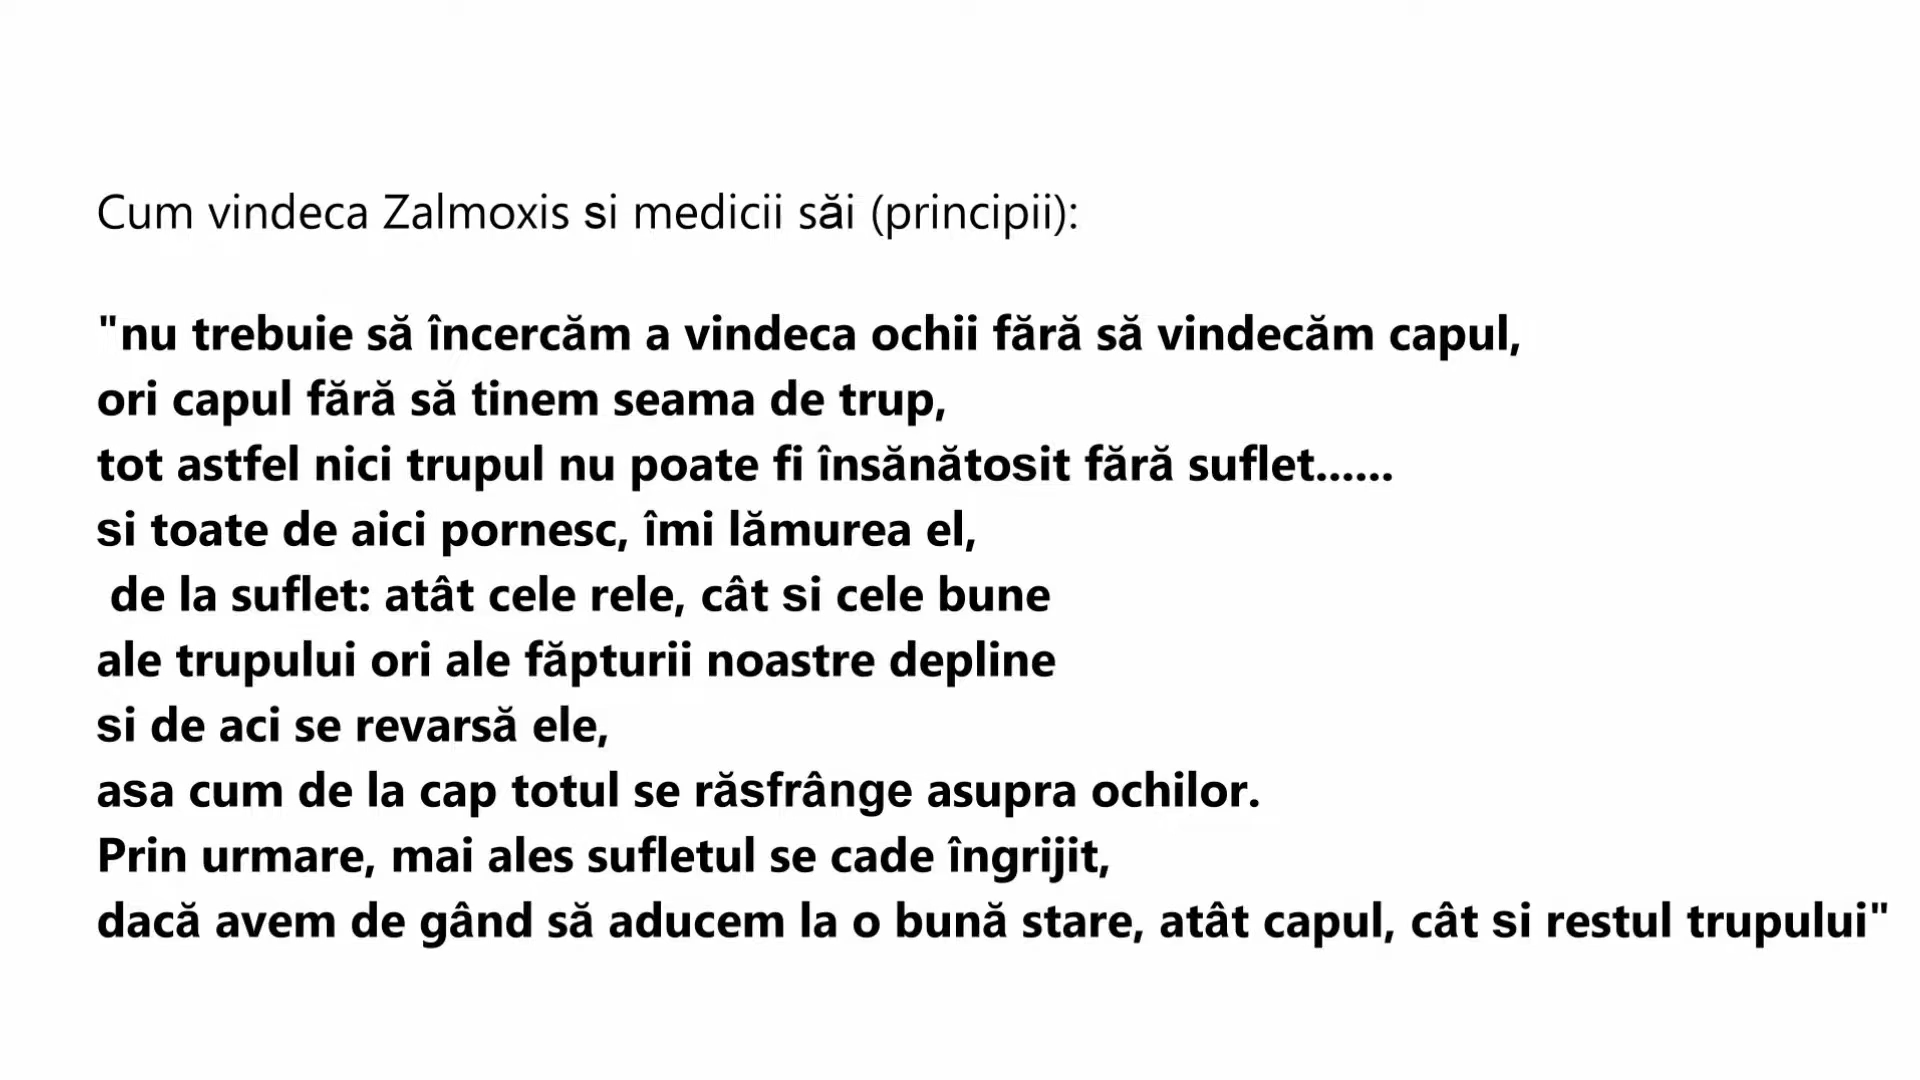 Cum vindeca Zalmoxis si medicii săi (principii):
"nu trebuie să încercăm a vindeca ochii fără să vindecăm capul,
ori capul fără să tinem seama de trup,
tot astfel nici trupul nu poate fi însănătosit fără suflet......
si toate de aici pornesc, îmi lămurea el,
de la suflet: atât cele rele, cât si cele bune
ale trupului ori ale făpturii noastre depline
si de aci se revarsă ele,
asa cum de la cap totul se răsfrânge asupra ochilor.
Prin urmare, mai ales sufletul se cade îngrijit,
dacă avem de gând să aducem la o bună stare, atât capul, cât si restul trupului"